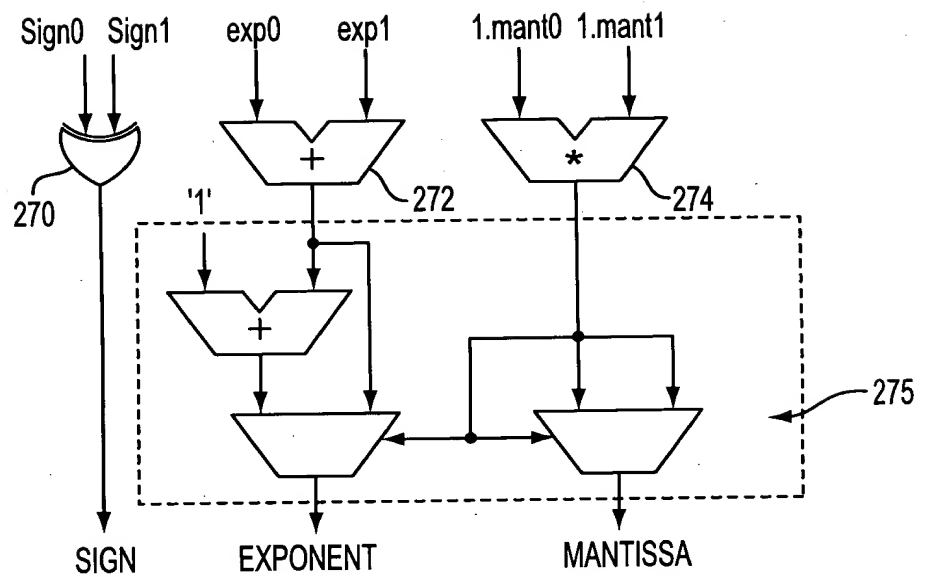 Sign0 Sign1 exp0 exp1 1.mant0 1.mant1
+ *
270 272 274
'1'
+
275
SIGN EXPONENT MANTISSA